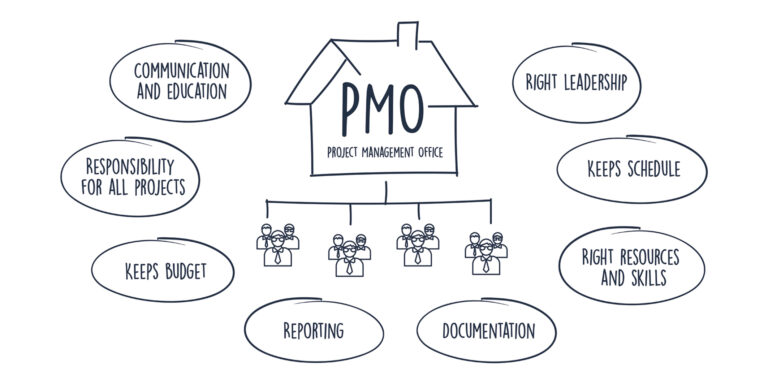 COMMUNICATION
AND EDUCATION
PMO
PROJECT MANAGEMENT OFFICE
RIGHT LEADERSHIP
RESPONSIBILITY
FOR ALL PROJECTS
KEEPS SCHEDULE
KEEPS BUDGET
RIGHT RESOURCES
AND SKILLS
REPORTING
DOCUMENTATION